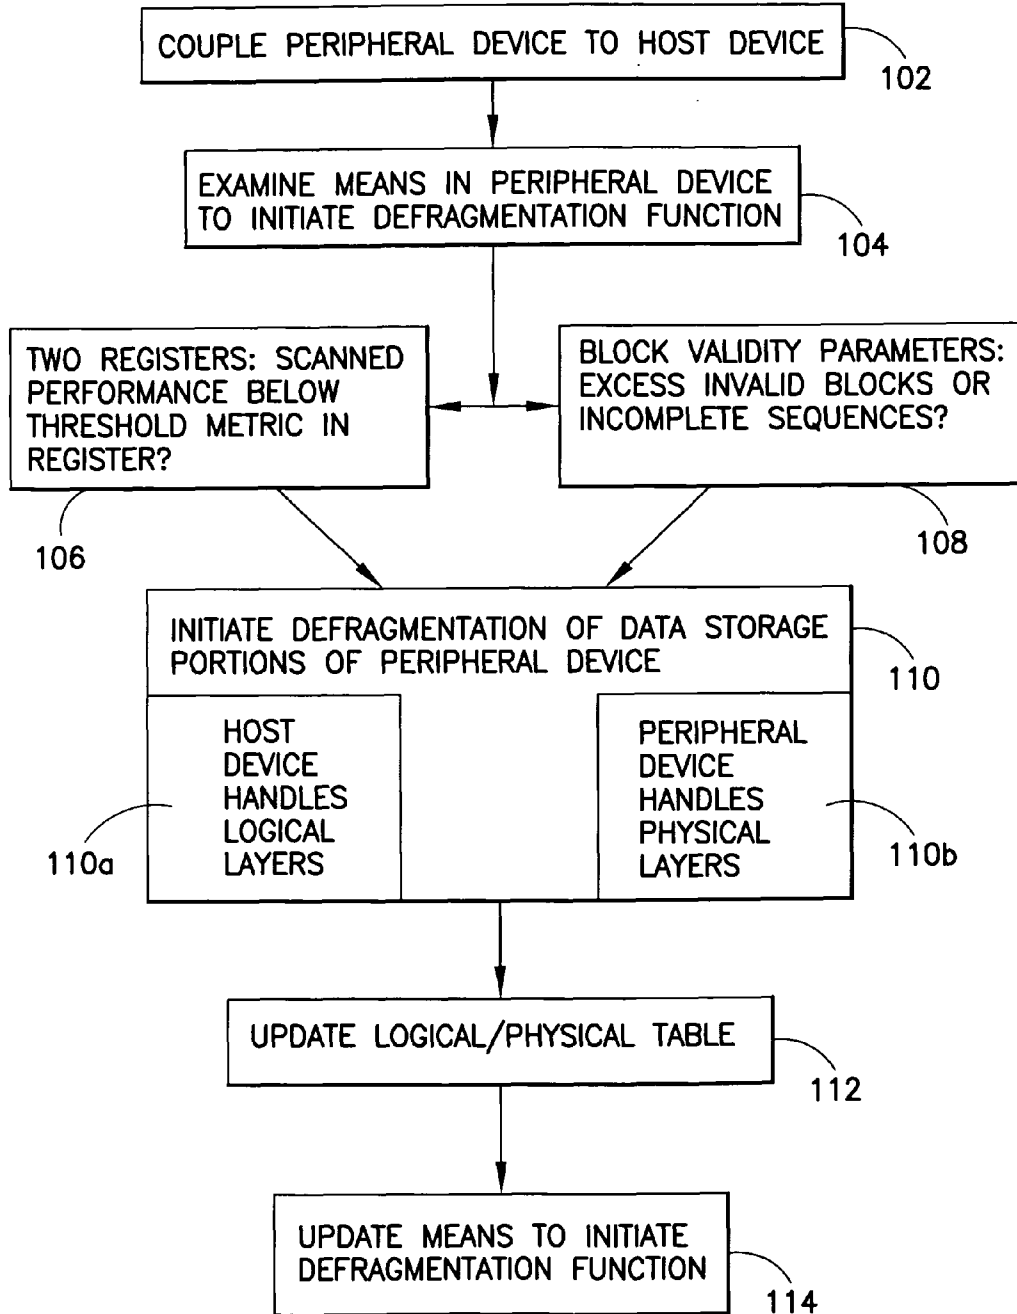 COUPLE PERIPHERAL DEVICE TO HOST DEVICE
102
EXAMINE MEANS IN PERIPHERAL DEVICE
TO INITIATE DEFRAGMENTATION FUNCTION
104
TWO REGISTERS: SCANNED
PERFORMANCE BELOW
THRESHOLD METRIC IN
REGISTER?
106
BLOCK VALIDITY PARAMETERS:
EXCESS INVALID BLOCKS OR
INCOMPLETE SEQUENCES?
108
INITIATE DEFRAGMENTATION OF DATA STORAGE
PORTIONS OF PERIPHERAL DEVICE
110
HOST
DEVICE
HANDLES
LOGICAL
LAYERS
110a
PERIPHERAL
DEVICE
HANDLES
PHYSICAL
LAYERS
110b
UPDATE LOGICAL/PHYSICAL TABLE
112
UPDATE MEANS TO INITIATE
DEFRAGMENTATION FUNCTION
114